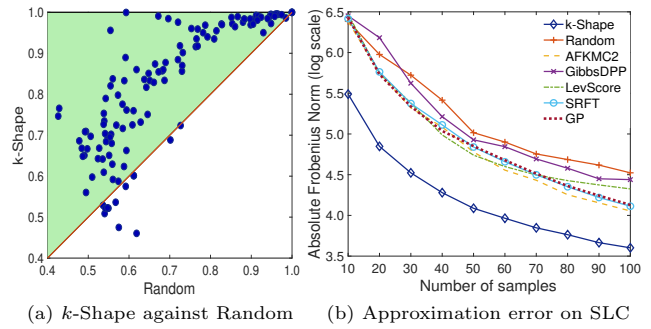 1.0
0.9
0.8
0.7
0.6
0.5
0.4
k-Shape
0.4 0.5 0.6 0.7 0.8 0.9 1.0
Random
(a) k-Shape against Random
6.5
6.0
5.5
5.0
4.5
4.0
3.5
Absolute Frobenius Norm (log scale)
k-Shape
Random
AFKMC2
GibbsDPP
LevScore
SRFT
GP
10 20 30 40 50 60 70 80 90 100
Number of samples
(b) Approximation error on SLC